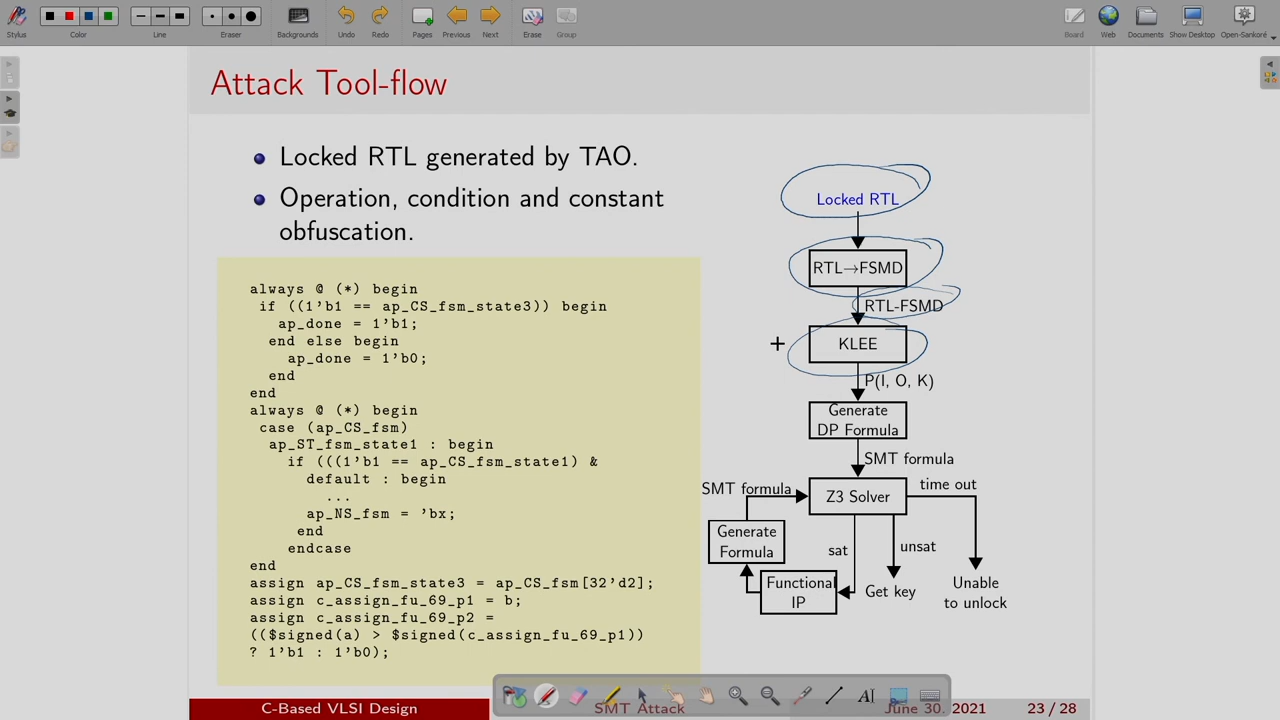 Stylus
Color
Line
Eraser
Backgrounds
Undo
Redo
Pages
Previous
Next
Erase
Group
Board
Web
Documents
Show Desktop
Open-Sankoré
Attack Tool-flow
Locked RTL generated by TAO.
Operation, condition and constant
obfuscation.
always @ (*) begin
if ((1'b1 == ap_CS_fsm_state3)) begin
ap_done = 1'b1;
end else begin
ap_done = 1'b0;
end
end
always @ (*) begin
case (ap_CS_fsm)
ap_ST_fsm_state1 : begin
if (((1'b1 == ap_CS_fsm_state1) &
default : begin
...
ap_NS_fsm = 'bx;
end
endcase
end
assign ap_CS_fsm_state3 = ap_CS_fsm[32'd2];
assign c_assign_fu_69_p1 = b;
assign c_assign_fu_69_p2 =
(($signed(a) > $signed(c_assign_fu_69_p1))
? 1'b1 : 1'b0);
Locked RTL
RTL→FSMD
RTL-FSMD
+
KLEE
P(I, O, K)
Generate
DP Formula
SMT formula
SMT formula
Z3 Solver
time out
Generate
Formula
sat
unsat
Functional
IP
Get key
Unable
to unlock
C-Based VLSI Design
SMT Attack
June 30, 2021
23 / 28